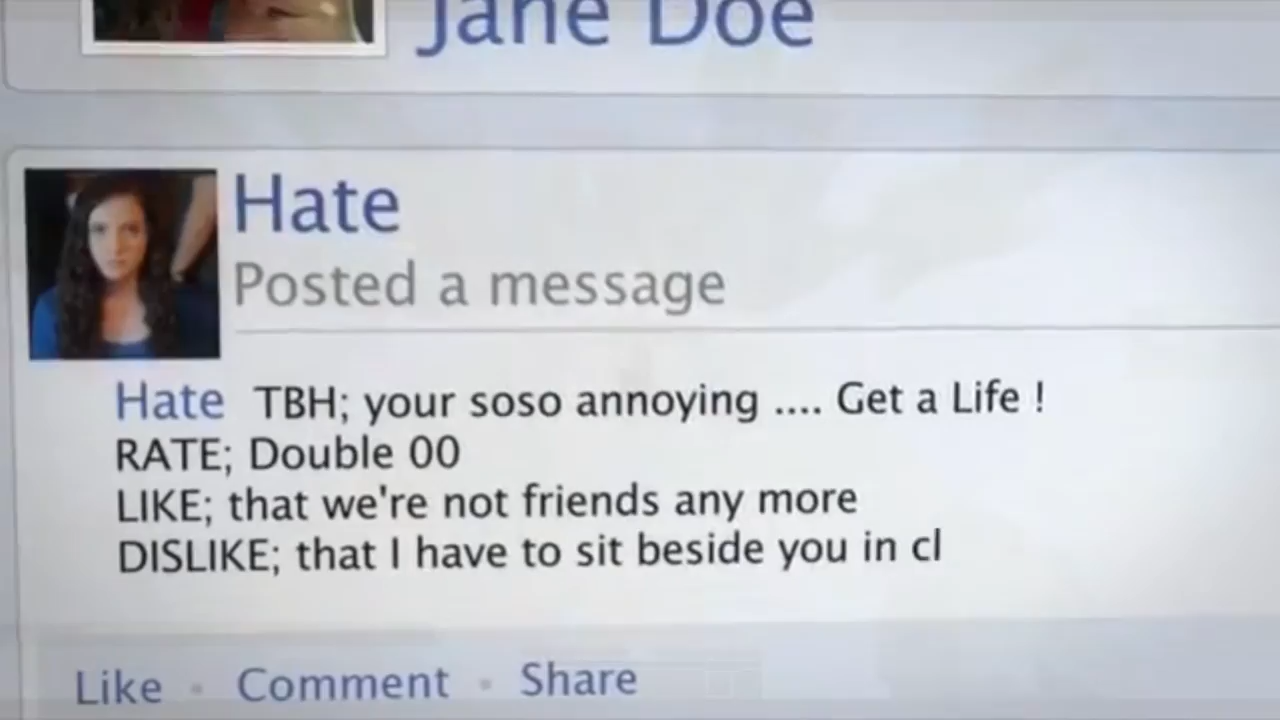 Jane Doe
Hate
Posted a message
Hate TBH; your soso annoying .... Get a Life !
RATE; Double 00
LIKE; that we're not friends any more
DISLIKE; that I have to sit beside you in cl
Like • Comment • Share